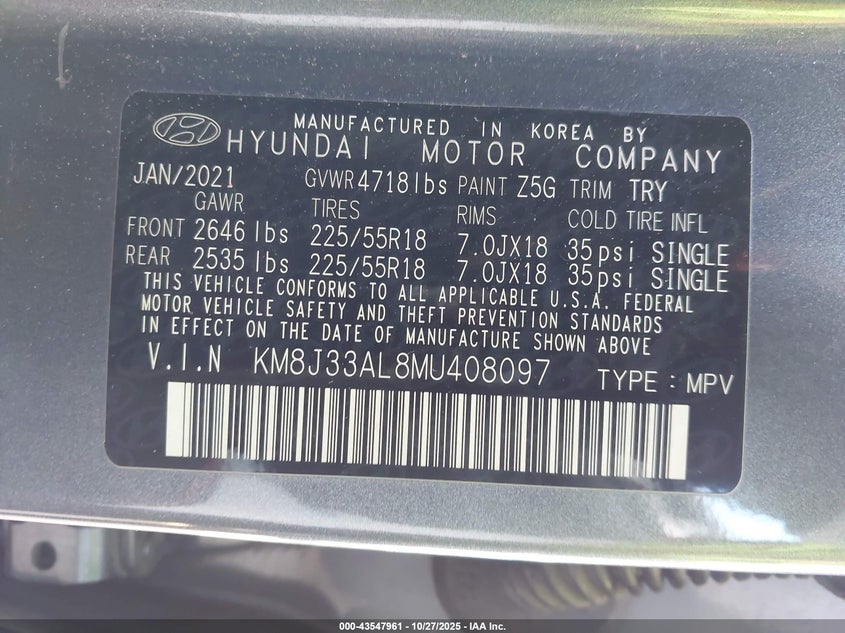 MANUFACTURED IN KOREA BY
HYUNDAI MOTOR COMPANY
JAN/2021 GVWR 4718lbs PAINT Z5G TRIM TRY
GAWR TIRES RIMS COLD TIRE INFL
FRONT 2646 lbs 225/55R18 7.0JX18 35psi SINGLE
REAR 2535 lbs 225/55R18 7.0JX18 35psi SINGLE
THIS VEHICLE CONFORMS TO ALL APPLICABLE U.S.A. FEDERAL
MOTOR VEHICLE SAFETY AND THEFT PREVENTION STANDARDS
IN EFFECT ON THE DATE OF MANUFACTURE SHOWN ABOVE
V.I.N KM8J33AL8MU408097 TYPE : MPV
000-43547961 | 10/27/2025 | IAA Inc.